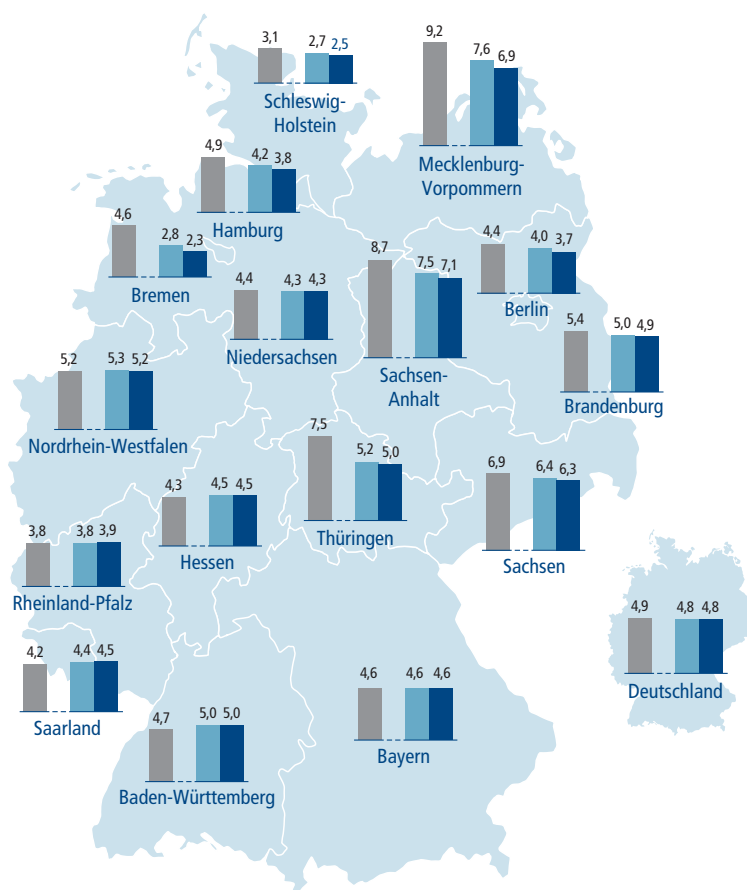 3,1 2,7 2,5
Schleswig-
Holstein
9,2 7,6 6,9
Mecklenburg-
Vorpommern
4,9 4,2 3,8
Hamburg
4,6 2,8 2,3
Bremen
4,4 4,3 4,3
Niedersachsen
8,7 7,5 7,1
Sachsen-
Anhalt
4,4 4,0 3,7
Berlin
5,4 5,0 4,9
Brandenburg
5,2 5,3 5,2
Nordrhein-Westfalen
4,3 4,5 4,5
Hessen
7,5 5,2 5,0
Thüringen
6,9 6,4 6,3
Sachsen
3,8 3,8 3,9
Rheinland-Pfalz
4,9 4,8 4,8
Deutschland
4,2 4,4 4,5
Saarland
4,7 5,0 5,0
Baden-Württemberg
4,6 4,6 4,6
Bayern